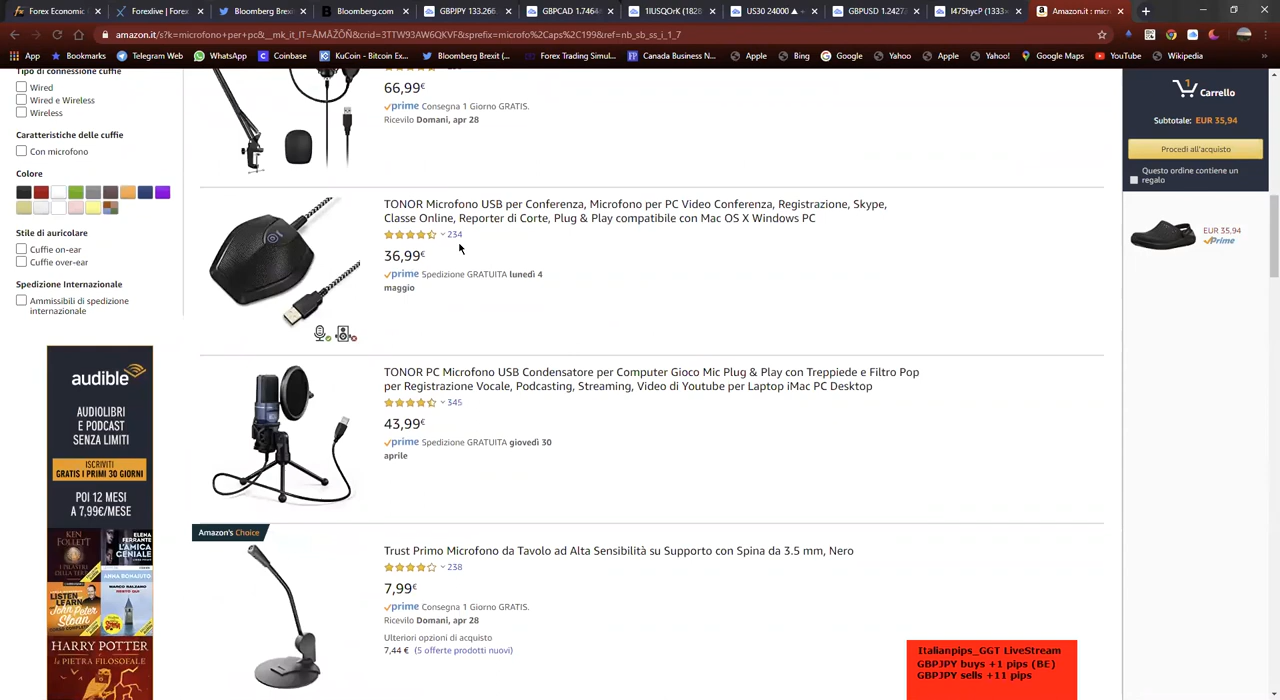 Forex Economic
Forexlive | Forex
Bloomberg Brexi
Bloomberg.com
GBPJPY 133.266
GBPCAD 1.7464
1IUSQOrK (1828
US30 24000 ▲ +
GBPUSD 1.2427
I47ShycP (1333×
Amazon.it : micr
amazon.it/s?k=microfono+per+pc&__mk_it_IT=ÅMÅŽÕÑ&crid=3TTW93AW6QKVF&sprefix=microfo%2Caps%2C199&ref=nb_sb_ss_i_1_7
App
Bookmarks
Telegram Web
WhatsApp
Coinbase
KuCoin - Bitcoin Ex...
Bloomberg Brexit (...
Forex Trading Simul...
Canada Business N...
Apple
Bing
Google
Yahoo
Apple
Yahoo!
Google Maps
YouTube
Wikipedia
Tipo di connessione cuffie
Wired
Wired e Wireless
Wireless
Caratteristiche delle cuffie
Con microfono
Colore
Stile di auricolare
Cuffie on-ear
Cuffie over-ear
Spedizione Internazionale
Ammissibili di spedizione
internazionale
audible
AUDIOLIBRI
E PODCAST
SENZA LIMITI
ISCRIVITI
GRATIS I PRIMI 30 GIORNI
POI 12 MESI
A 7,99€/MESE
KEN
FOLLETT
ELENA
FERRANTE
L'AMICA
GENIALE
LISTEN
LEARN
John Peter
Sloan
HARRY POTTER
e la PIETRA FILOSOFALE
66,99€
prime Consegna 1 Giorno GRATIS.
Ricevilo Domani, apr 28
TONOR Microfono USB per Conferenza, Microfono per PC Video Conferenza, Registrazione, Skype,
Classe Online, Reporter di Corte, Plug & Play compatibile con Mac OS X Windows PC
234
36,99€
prime Spedizione GRATUITA lunedì 4
maggio
TONOR PC Microfono USB Condensatore per Computer Gioco Mic Plug & Play con Treppiede e Filtro Pop
per Registrazione Vocale, Podcasting, Streaming, Video di Youtube per Laptop iMac PC Desktop
345
43,99€
prime Spedizione GRATUITA giovedì 30
aprile
Amazon's Choice
Trust Primo Microfono da Tavolo ad Alta Sensibilità su Supporto con Spina da 3.5 mm, Nero
238
7,99€
prime Consegna 1 Giorno GRATIS.
Ricevilo Domani, apr 28
Ulteriori opzioni di acquisto
7,44 € (5 offerte prodotti nuovi)
1
Carrello
Subtotale: EUR 35,94
Procedi all'acquisto
Questo ordine contiene un
regalo
EUR 35,94
Prime
Italianpips_GGT LiveStream
GBPJPY buys +1 pips (BE)
GBPJPY sells +11 pips